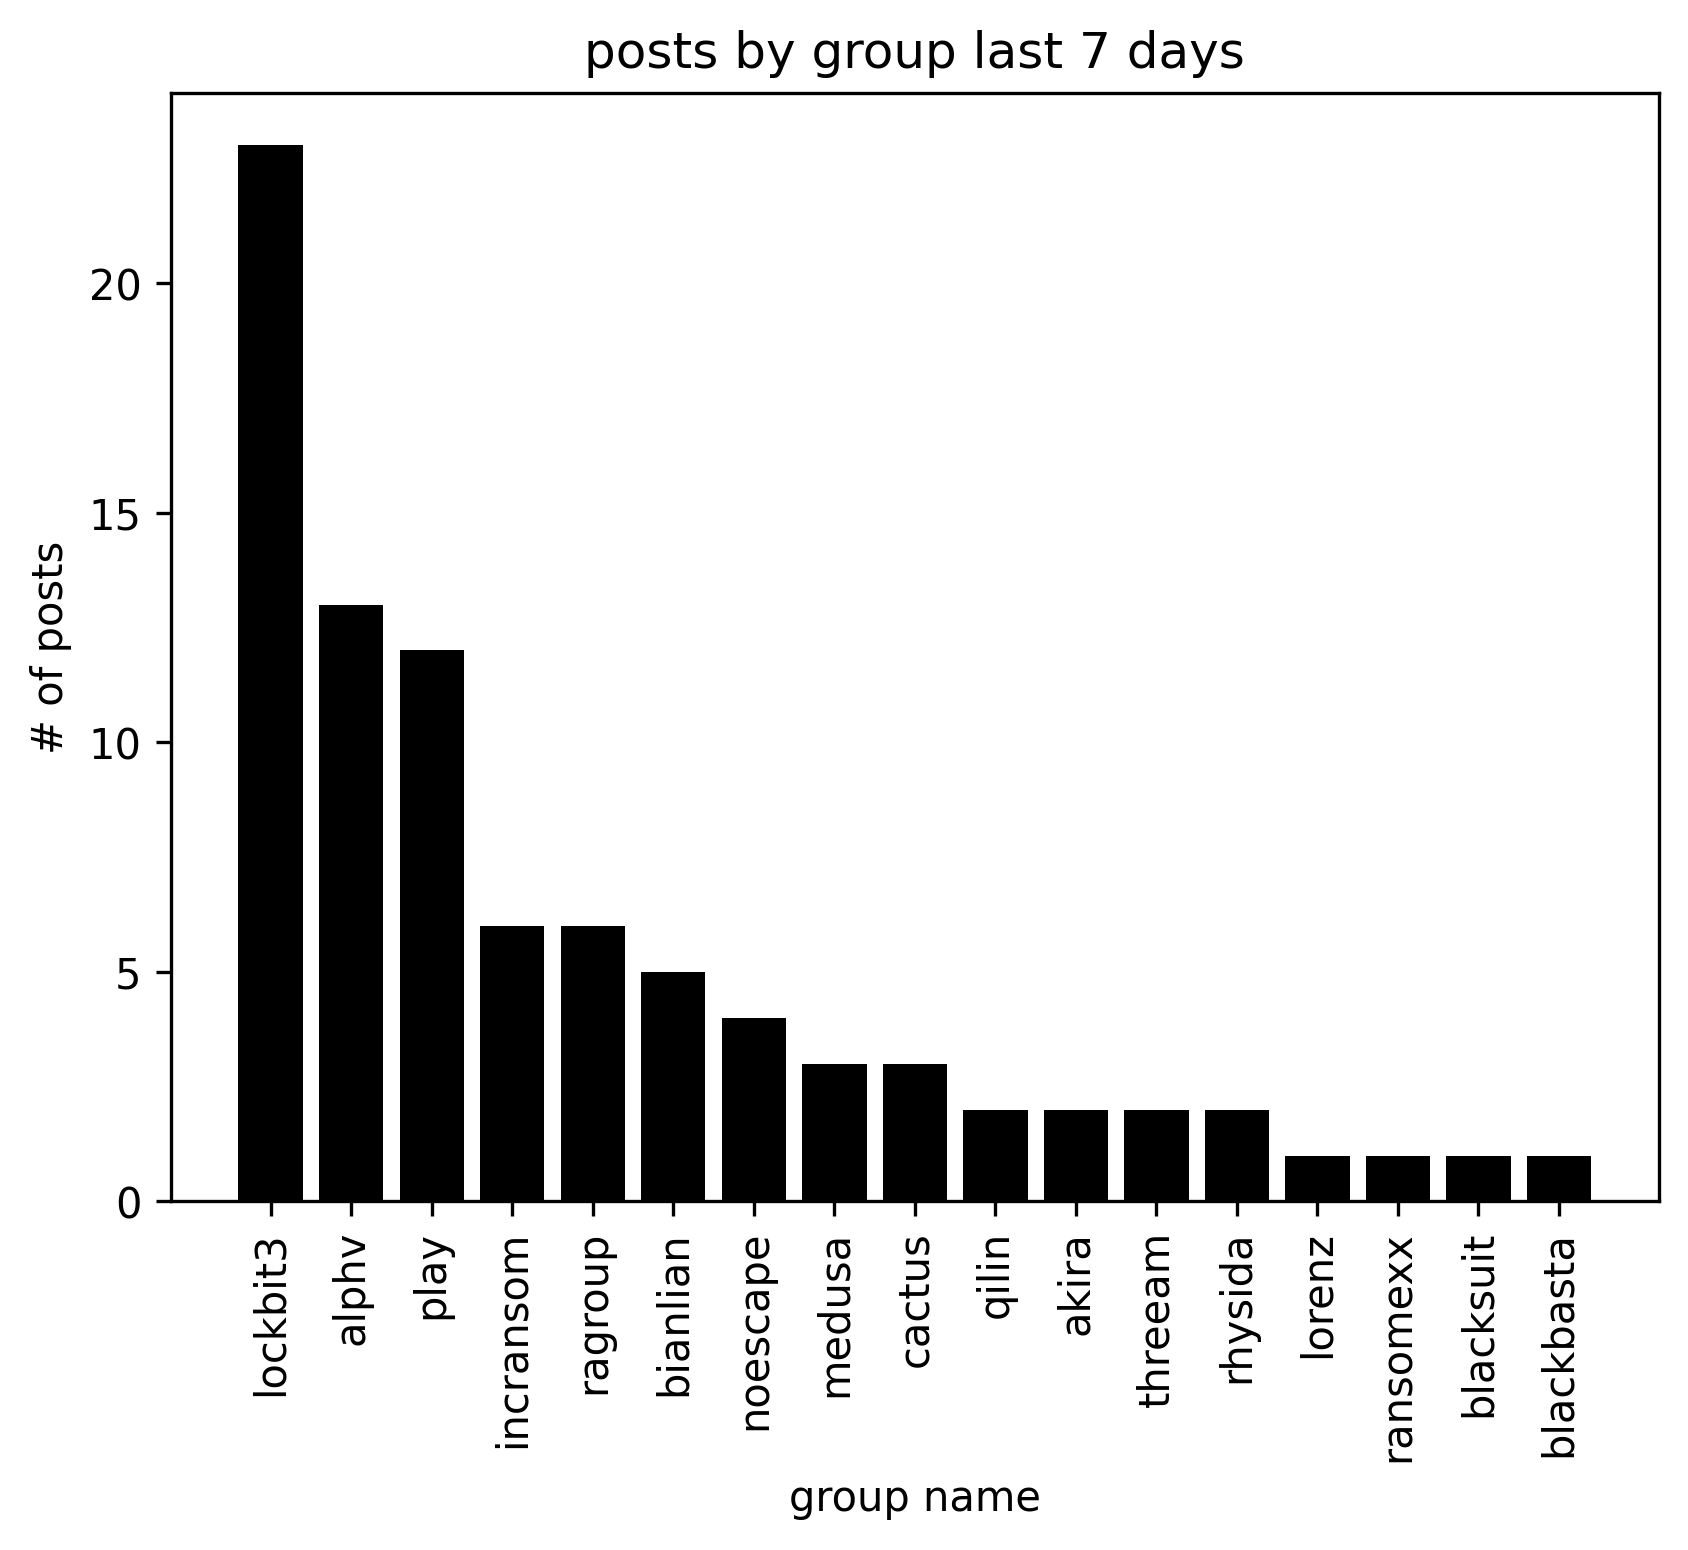 posts by group last 7 days
# of posts
20
15
10
5
0
lockbit3
alphv
play
incransom
ragroup
bianlian
noescape
medusa
cactus
qilin
akira
threeam
rhysida
lorenz
ransomexx
blacksuit
blackbasta
group name